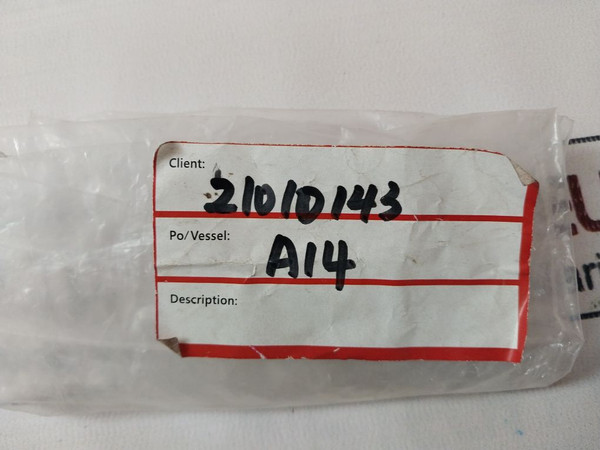 Client:
21010143
Po/Vessel:
A14
Description: